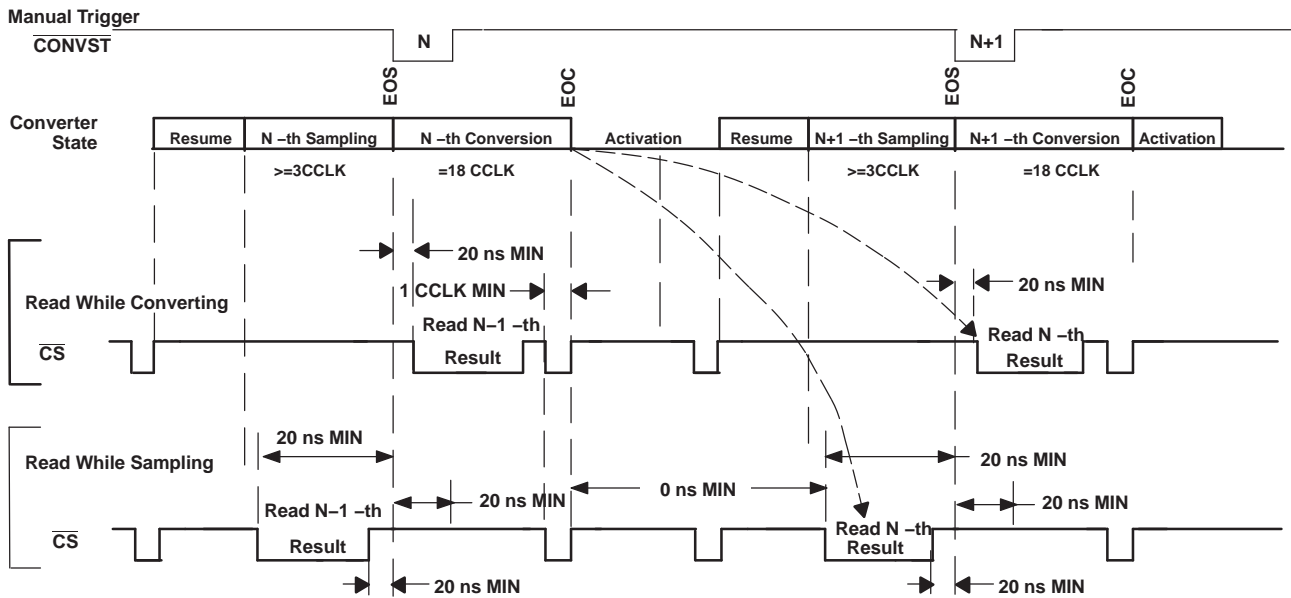 Manual Trigger
CONVST
N
N+1
EOS
EOC
EOS
EOC
Converter
State
Resume
N –th Sampling
N –th Conversion
Activation
Resume
N+1 –th Sampling
N+1 –th Conversion
Activation
>=3CCLK
=18 CCLK
>=3CCLK
=18 CCLK
20 ns MIN
20 ns MIN
1 CCLK MIN
Read While Converting
Read N–1 –th
Result
Read N –th
Result
CS
20 ns MIN
20 ns MIN
Read While Sampling
20 ns MIN
0 ns MIN
20 ns MIN
Read N–1 –th
Result
Read N –th
Result
CS
20 ns MIN
20 ns MIN